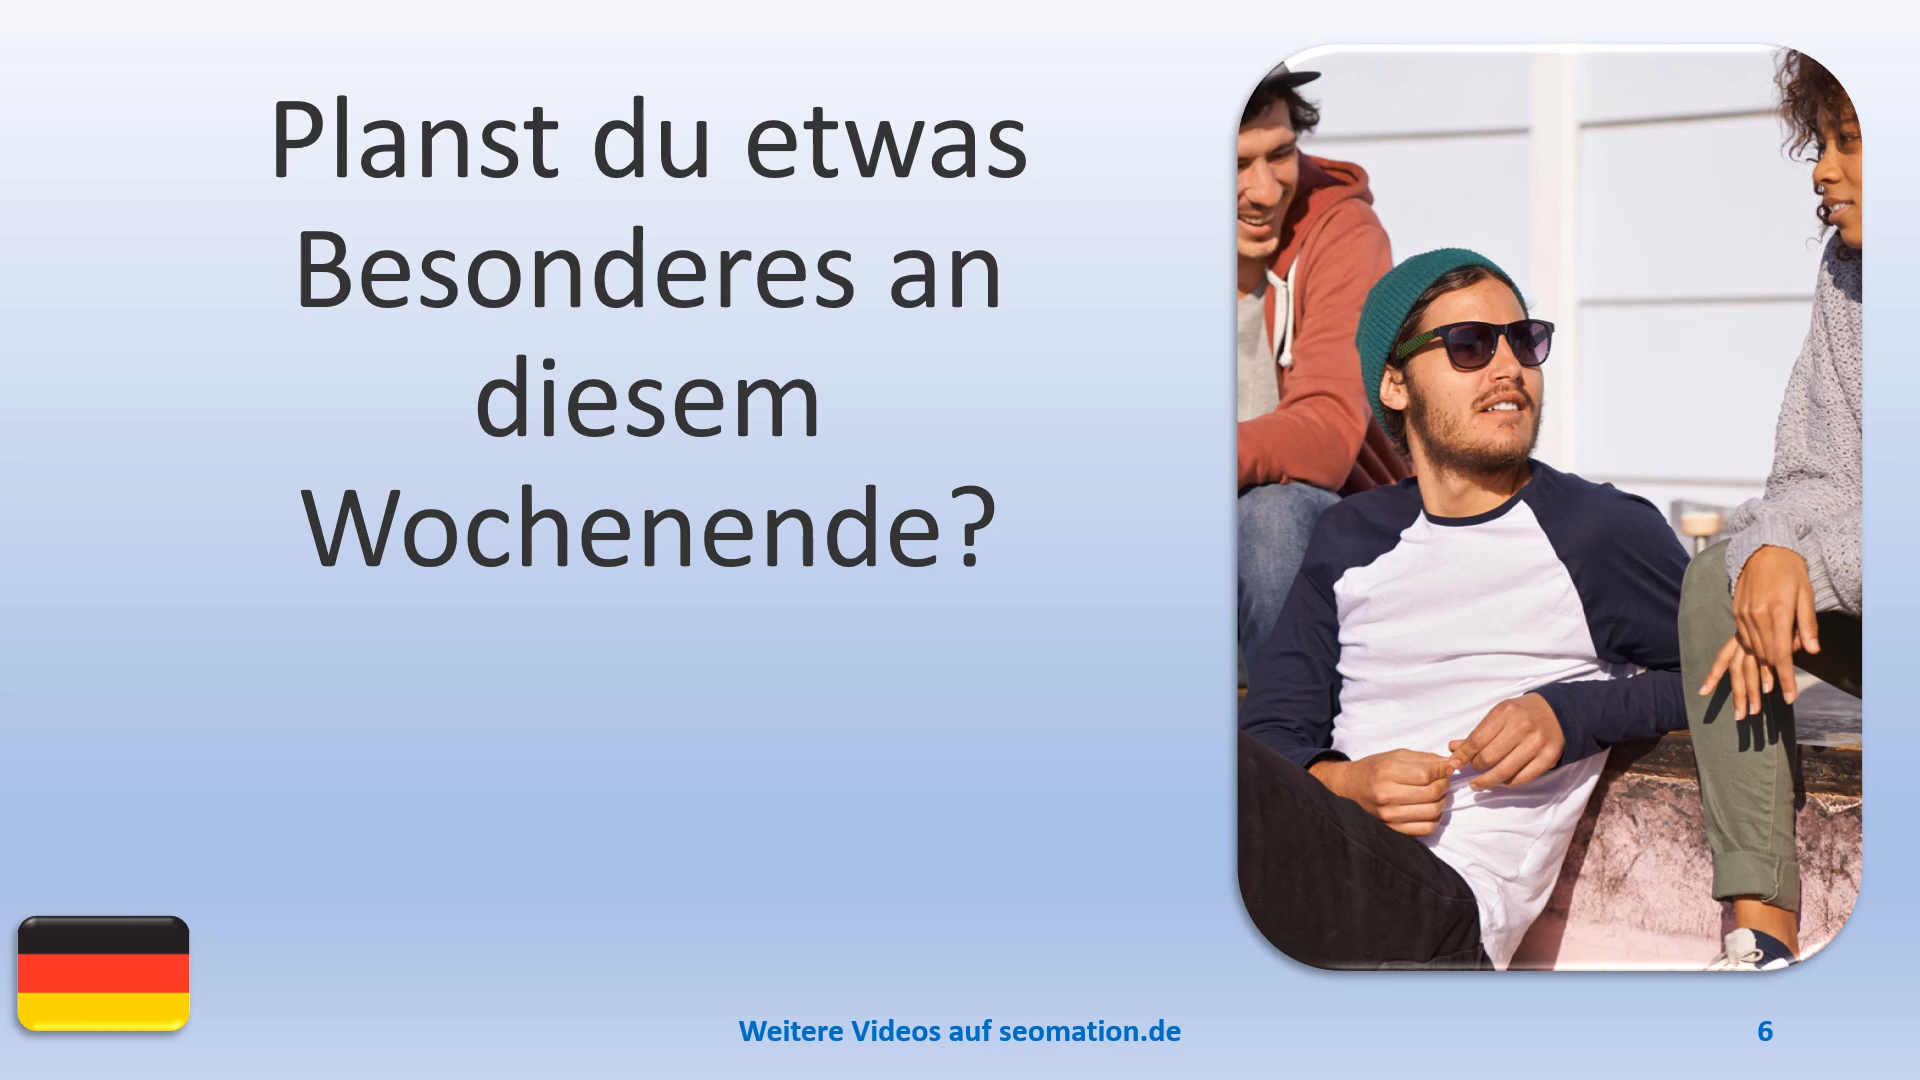 Planst du etwas
Besonderes an
diesem
Wochenende?
Weitere Videos auf seomation.de
6